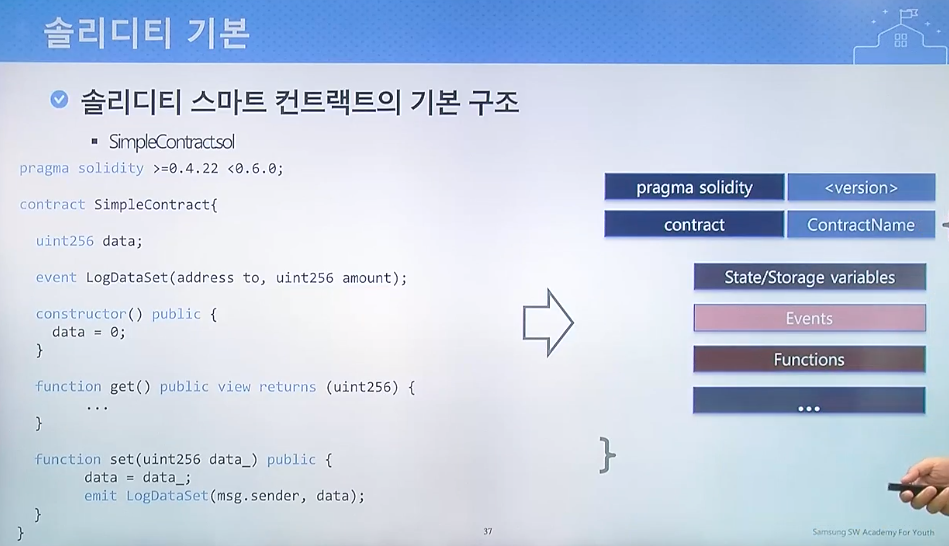 솔리디티 기본
솔리디티 스마트 컨트랙트의 기본 구조
SimpleContract.sol
pragma solidity >=0.4.22 <0.6.0;
contract SimpleContract{
uint256 data;
event LogDataSet(address to, uint256 amount);
constructor() public {
data = 0;
}
function get() public view returns (uint256) {
...
}
function set(uint256 data_) public {
data = data_;
emit LogDataSet(msg.sender, data);
}
}
pragma solidity <version>
contract ContractName
State/Storage variables
Events
Functions
...
}
37
Samsung SW Academy For Youth